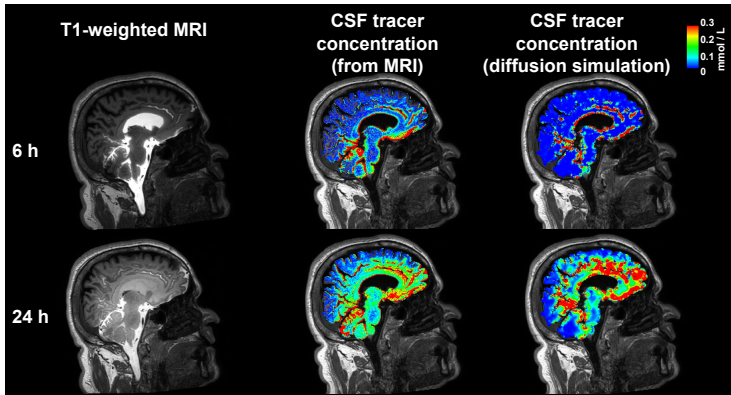 T1-weighted MRI
CSF tracer
concentration
(from MRI)
CSF tracer
concentration
(diffusion simulation)
0.3
0.2
0.1
0
mmol / L
6 h
24 h